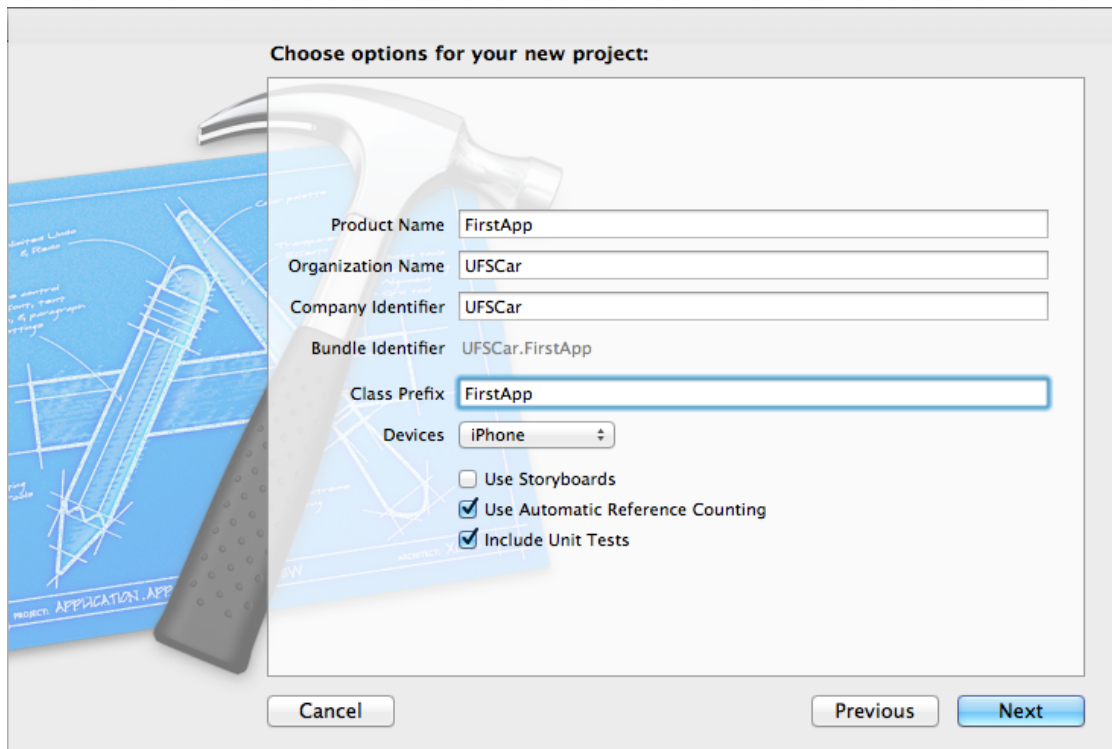 Choose options for your new project:
Product Name FirstApp
Organization Name UFSCar
Company Identifier UFSCar
Bundle Identifier UFSCar.FirstApp
Class Prefix FirstApp
Devices iPhone
Use Storyboards
Use Automatic Reference Counting
Include Unit Tests
PROJECT: APPLICATION.APP
Cancel Previous Next